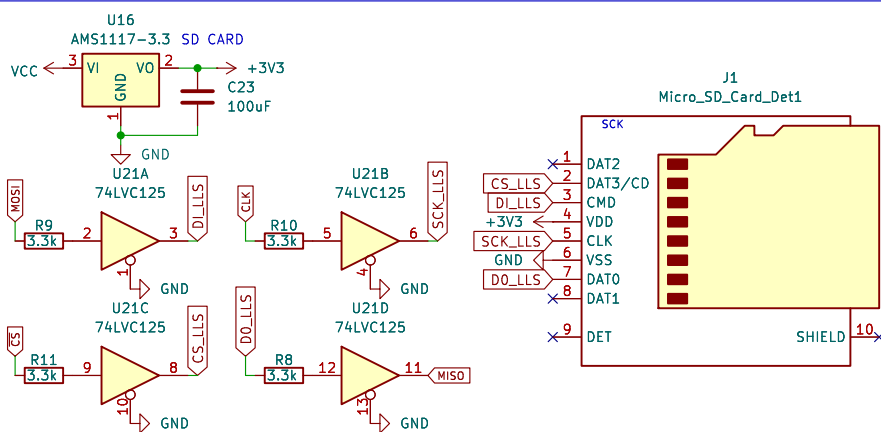 U16
AMS1117-3.3 SD CARD
VCC 3 VI VO 2 +3V3
GND
1
C23
100uF
GND
U21A
74LVC125
MOSI
R9
3.3k
2 3
DI_LLS
1
GND
U21B
74LVC125
CLK
R10
3.3k
5 6
SCK_LLS
4
GND
U21C
74LVC125
CS
R11
3.3k
9 8
CS_LLS
10
GND
U21D
74LVC125
DO_LLS
R8
3.3k
12 11
MISO
13
GND
J1
Micro_SD_Card_Det1
SCK
1 DAT2
CS_LLS 2 DAT3/CD
DI_LLS 3 CMD
+3V3 4 VDD
SCK_LLS 5 CLK
GND 6 VSS
DO_LLS 7 DAT0
8 DAT1
9 DET
SHIELD 10